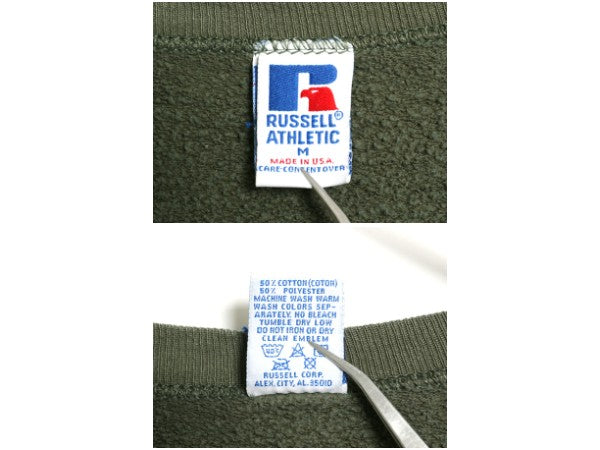 RUSSELL®
ATHLETIC
M
MADE IN U.S.A.
CARE-CONTENT OVER
50% COTTON (COTON)
50% POLYESTER
MACHINE WASH WARM
WASH COLORS SEP-
ARATELY. NO BLEACH
TUMBLE DRY LOW
DO NOT IRON OR DRY
CLEAN EMBLEM
RUSSELL CORP.
ALEX. CITY, AL. 35010